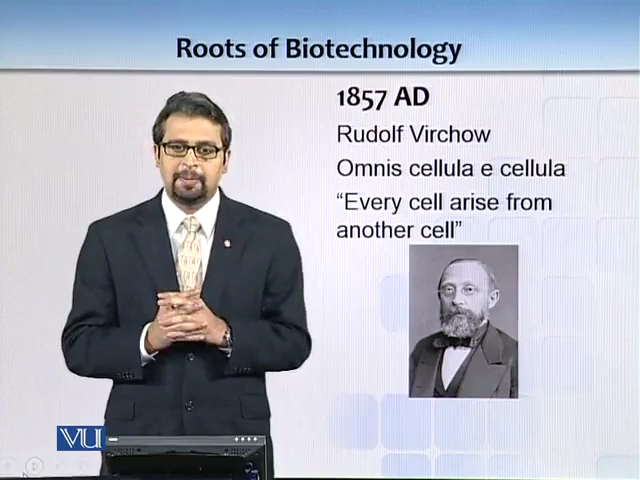 Roots of Biotechnology
1857 AD
Rudolf Virchow
Omnis cellula e cellula
“Every cell arise from
another cell”
VU